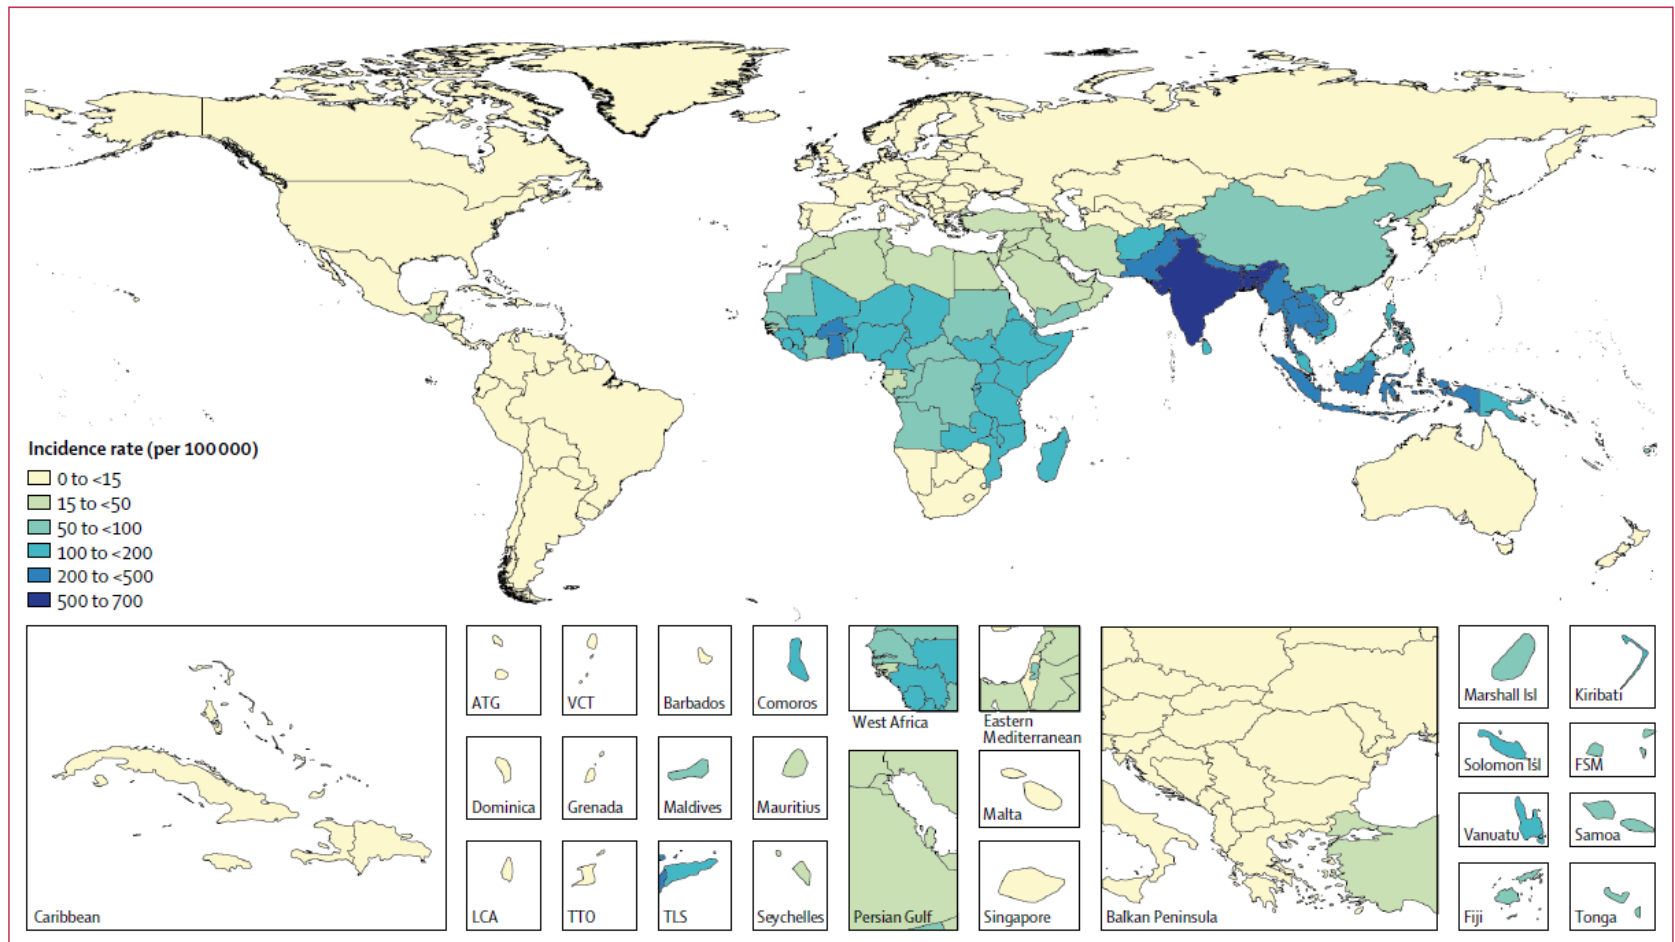 Incidence rate (per 100 000)
0 to <15
15 to <50
50 to <100
100 to <200
200 to <500
500 to 700
ATG
VCT
Barbados
Comoros
West Africa
Eastern
Mediterranean
Marshall Isl
Kiribati
Dominica
Grenada
Maldives
Mauritius
Malta
Solomon Isl
FSM
Vanuatu
Samoa
Caribbean
LCA
TTO
TLS
Seychelles
Persian Gulf
Singapore
Balkan Peninsula
Fiji
Tonga